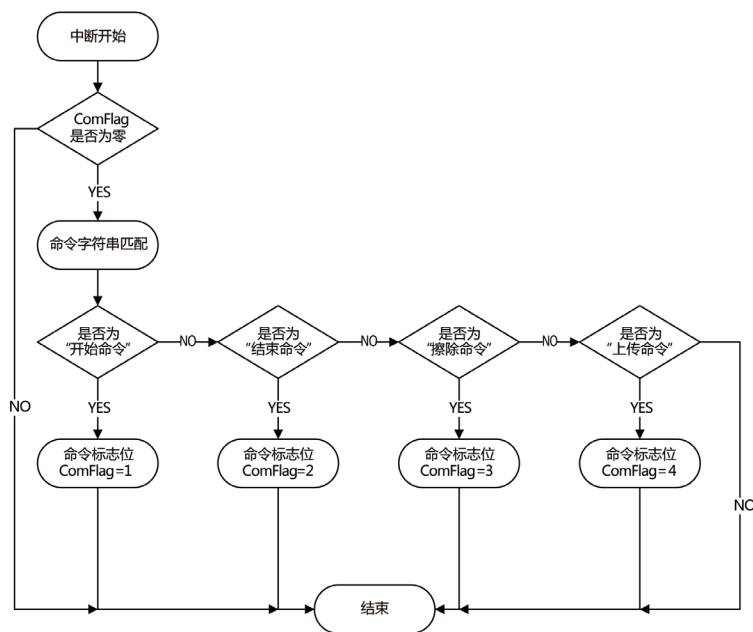 中断开始
ComFlag
是否为零
YES
命令字符串匹配
是否为
“开始命令”
NO
是否为
“结束命令”
NO
是否为
“擦除命令”
NO
是否为
“上传命令”
NO
YES
YES
YES
YES
命令标志位
ComFlag=1
命令标志位
ComFlag=2
命令标志位
ComFlag=3
命令标志位
ComFlag=4
NO
结束